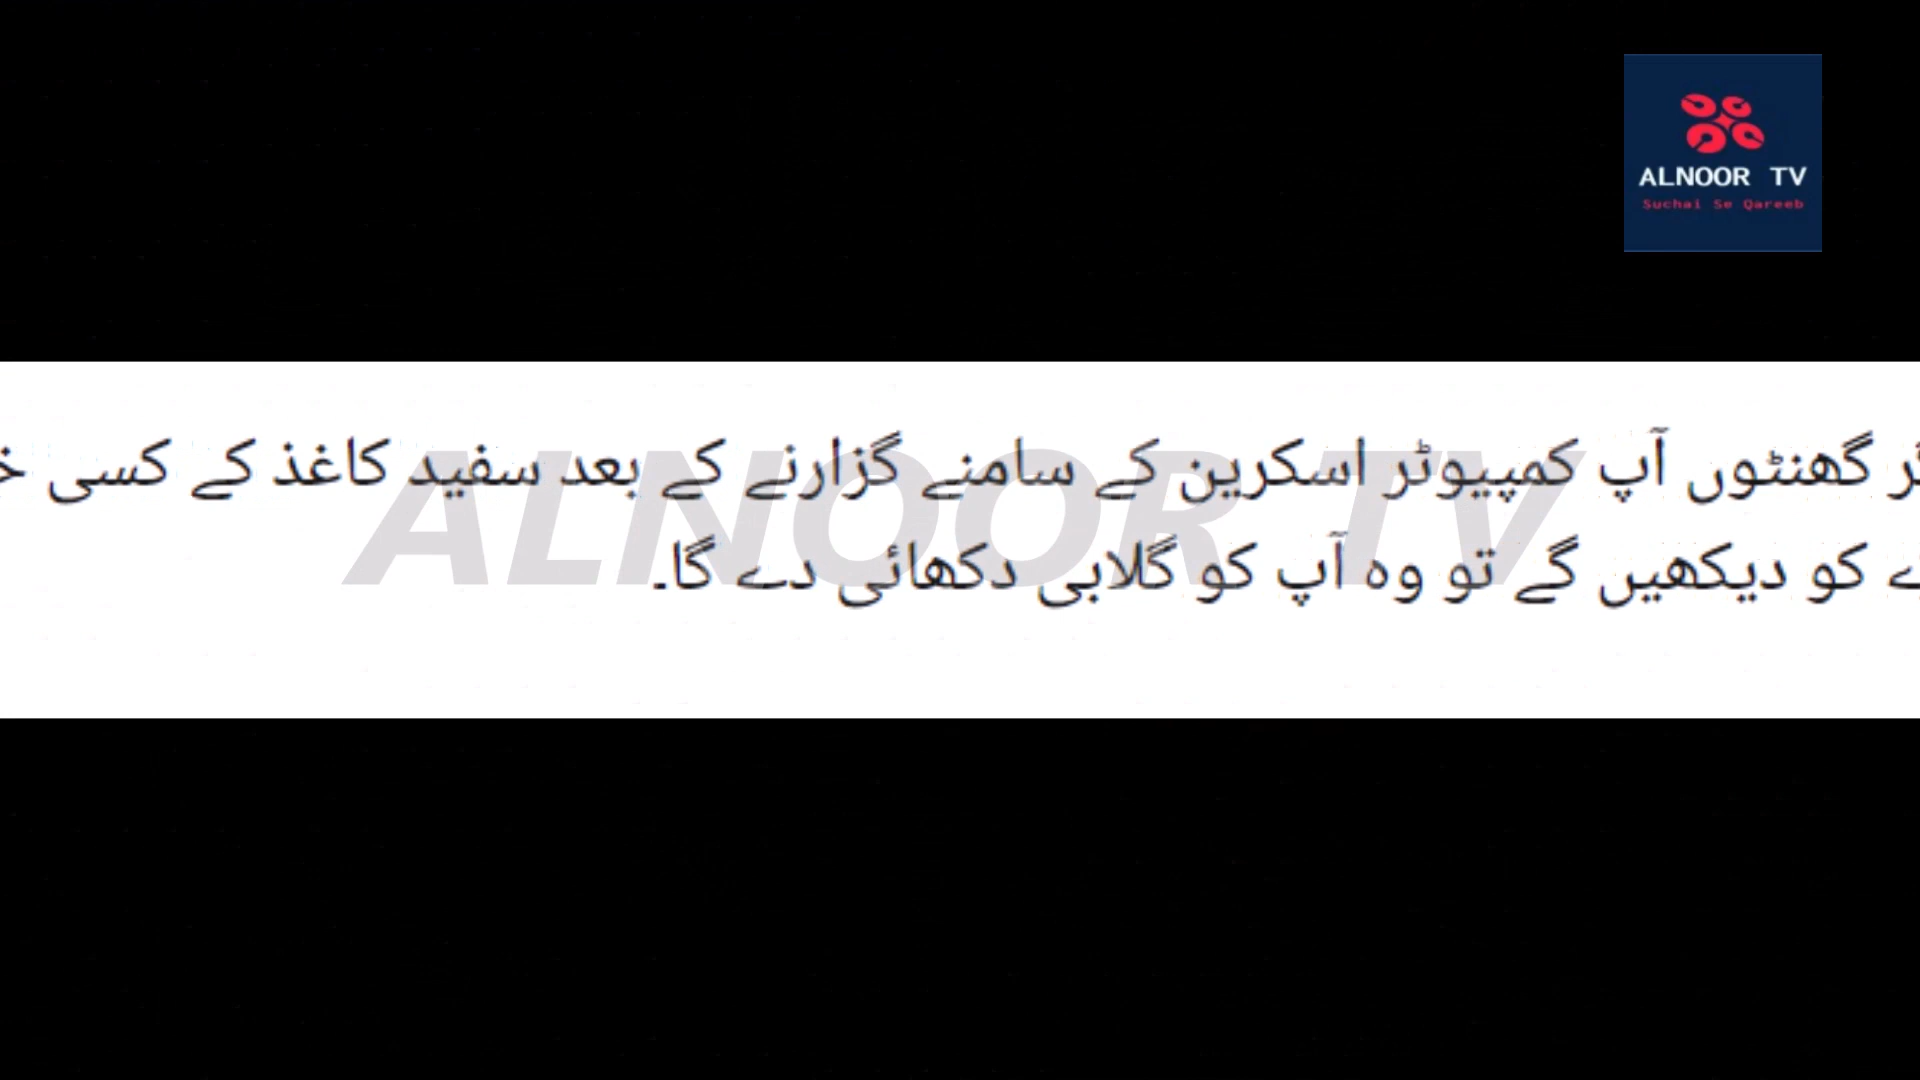 ALNOOR TV
Suchai Se Qareeb
گھنٹوں آپ کمپیوٹر اسکرین کے سامنے گزارنے کے بعد سفید کاغذ کے کسی
کو دیکھیں گے تو وہ آپ کو گلابی دکھائی دے گا۔
ALNOOR TV